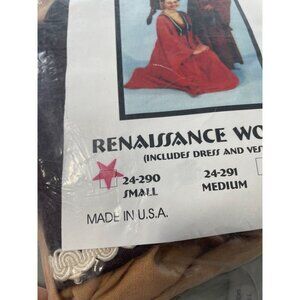 RENAISSANCE WO
(INCLUDES DRESS AND VES
24-290 24-291
SMALL MEDIUM
MADE IN U.S.A.